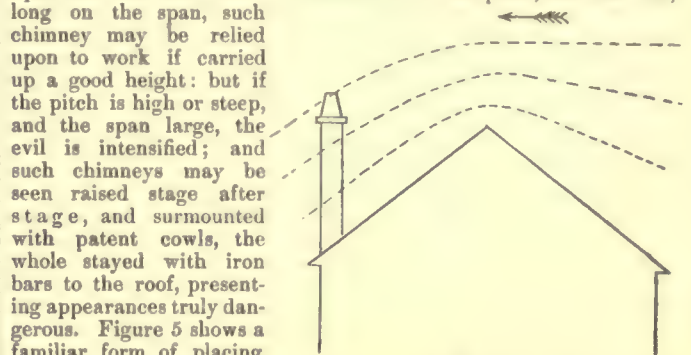 long on the span, such
chimney may be relied
upon to work if carried
up a good height: but if
the pitch is high or steep,
and the span large, the
evil is intensified; and
such chimneys may be
seen raised stage after
stage, and surmounted
with patent cowls, the
whole stayed with iron
bars to the roof, present-
ing appearances truly dan-
gerous. Figure 5 shows a
familiar form of placing